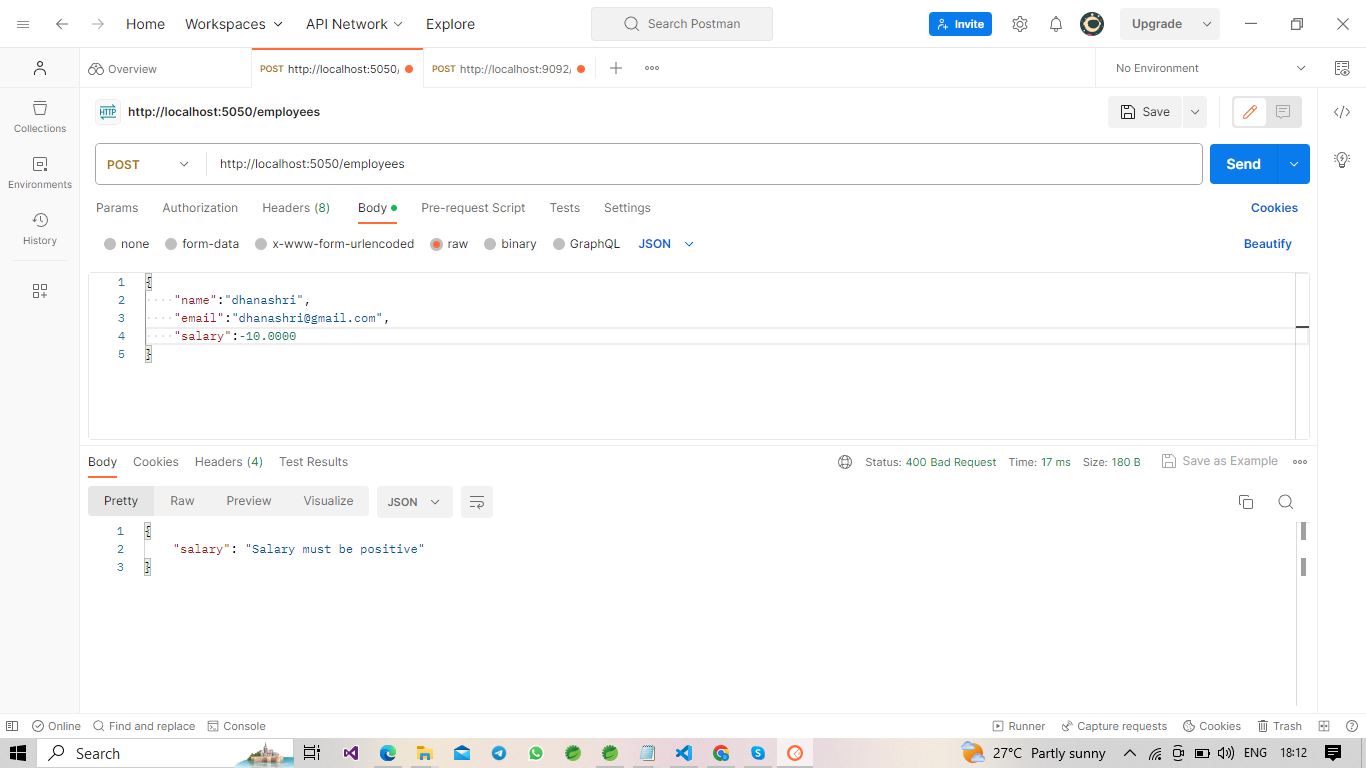 Home Workspaces API Network Explore Search Postman Invite Upgrade
Overview POST http://localhost:5050/ POST http://localhost:9092/ No Environment
HTTP http://localhost:5050/employees Save
Collections
POST http://localhost:5050/employees Send
Environments
Params Authorization Headers (8) Body Pre-request Script Tests Settings Cookies
History
none form-data x-www-form-urlencoded raw binary GraphQL JSON Beautify
1 {
2 "name":"dhanashri",
3 "email":"dhanashri@gmail.com",
4 "salary":-10.0000
5 }
Body Cookies Headers (4) Test Results Status: 400 Bad Request Time: 17 ms Size: 180 B Save as Example
Pretty Raw Preview Visualize JSON
1 {
2 "salary": "Salary must be positive"
3 }
Online Find and replace Console Runner Capture requests Cookies Trash
Search 27°C Partly sunny ENG 18:12